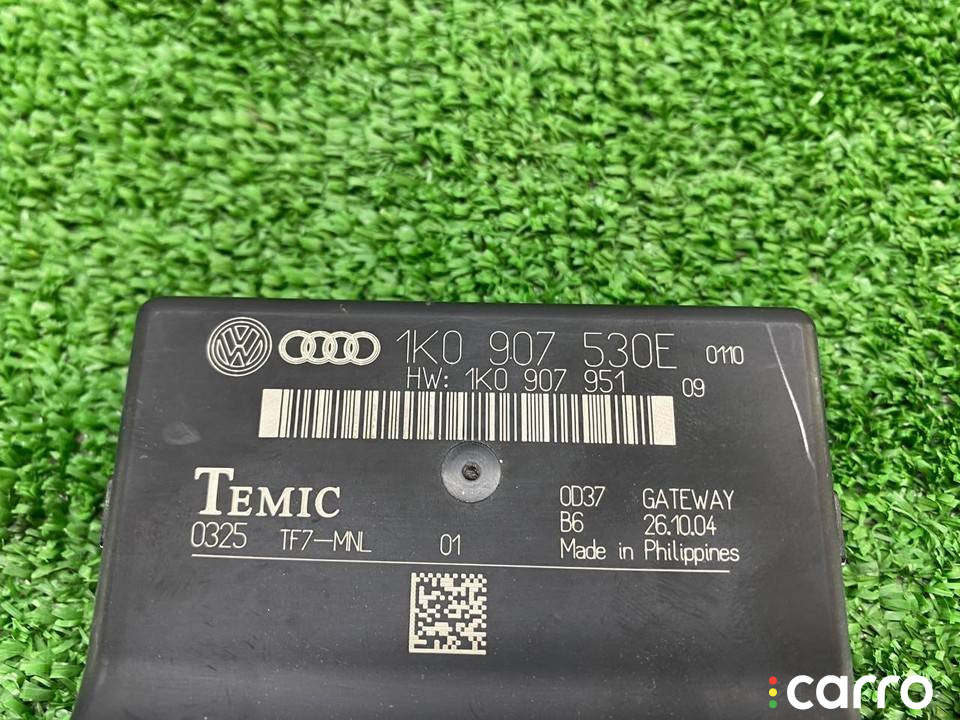 1K0 907 530E 0110
HW: 1K0 907 951 09
TEMIC
0325 TF7-MNL 01
0D37 GATEWAY
B6 26.10.04
Made in Philippines
carro